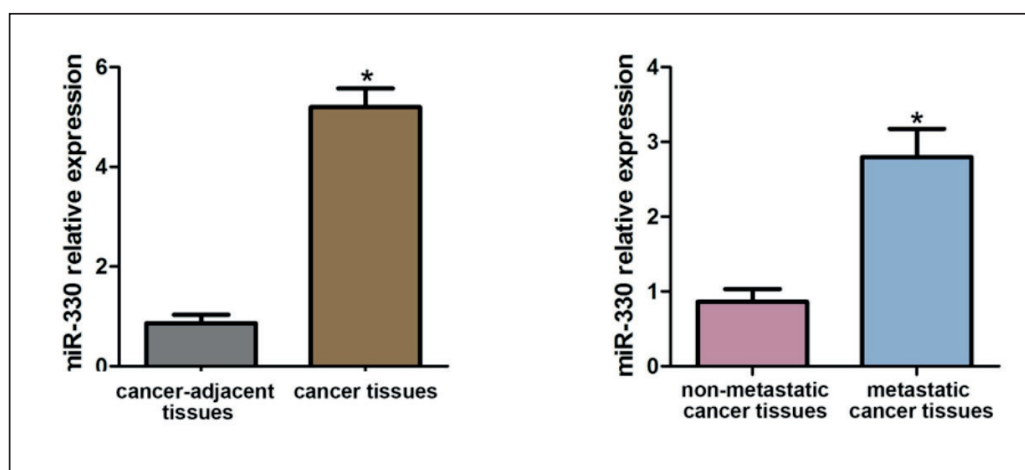 miR-330 relative expression
6
4
2
0
*
cancer-adjacent
tissues
cancer tissues
miR-330 relative expression
4
3
2
1
0
*
non-metastatic
cancer tissues
metastatic
cancer tissues